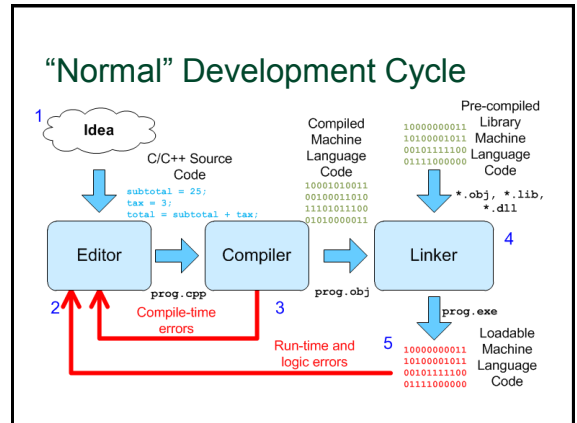 “Normal” Development Cycle
1
Idea
C/C++ Source
Code
subtotal = 25;
tax = 3;
total = subtotal + tax;
Compiled
Machine
Language
Code
10001010011
00100011010
11101011100
01010000011
Pre-compiled
Library
Machine
Language
Code
10000000011
10100001011
00101111100
01111000000
*.obj, *.lib,
*.dll
Editor
Compiler
Linker
4
prog.cpp
prog.obj
2
3
Compile-time
errors
prog.exe
5
Run-time and
logic errors
10000000011
10100001011
00101111100
01111000000
Loadable
Machine
Language
Code